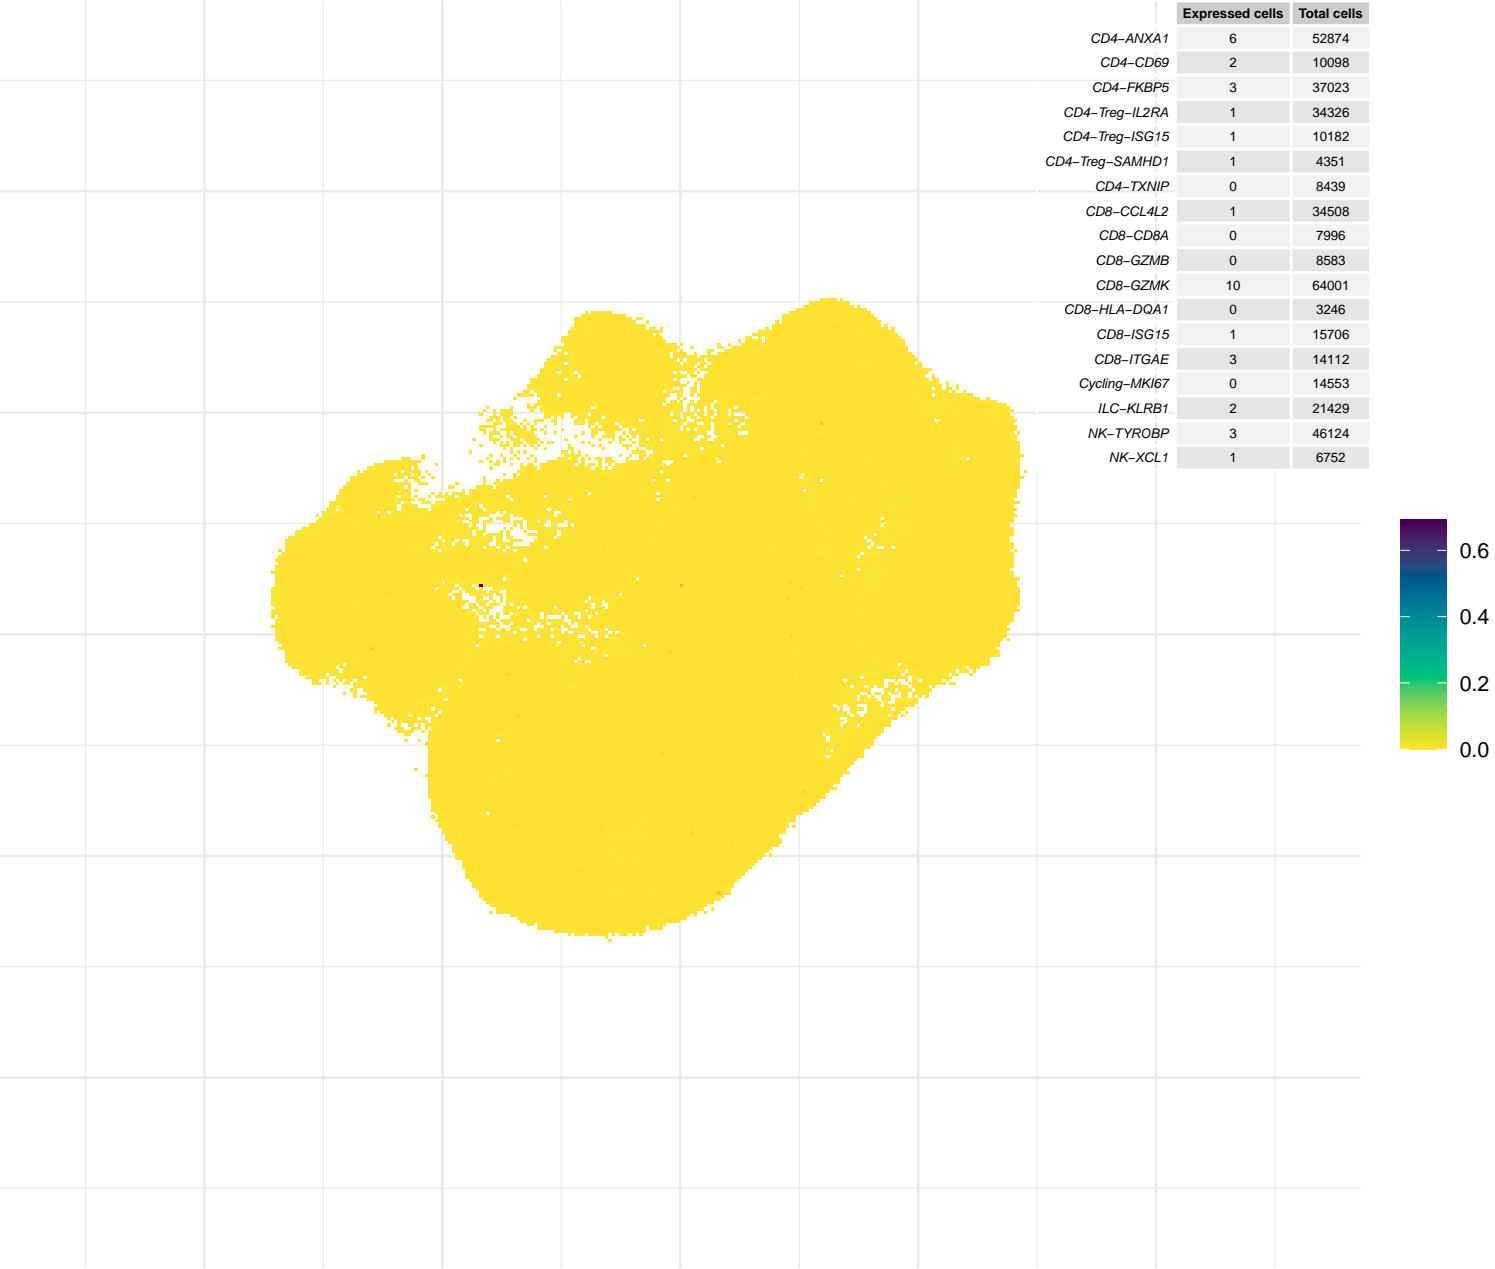 Expressed cells Total cells
CD4−ANXA1 6 52874
CD4−CD69 2 10098
CD4−FKBP5 3 37023
CD4−Treg−IL2RA 1 34326
CD4−Treg−ISG15 1 10182
CD4−Treg−SAMHD1 1 4351
CD4−TXNIP 0 8439
CD8−CCL4L2 1 34508
CD8−CD8A 0 7996
CD8−GZMB 0 8583
CD8−GZMK 10 64001
CD8−HLA−DQA1 0 3246
CD8−ISG15 1 15706
CD8−ITGAE 3 14112
Cycling−MKI67 0 14553
ILC−KLRB1 2 21429
NK−TYROBP 3 46124
NK−XCL1 1 6752
0.6
0.4
0.2
0.0